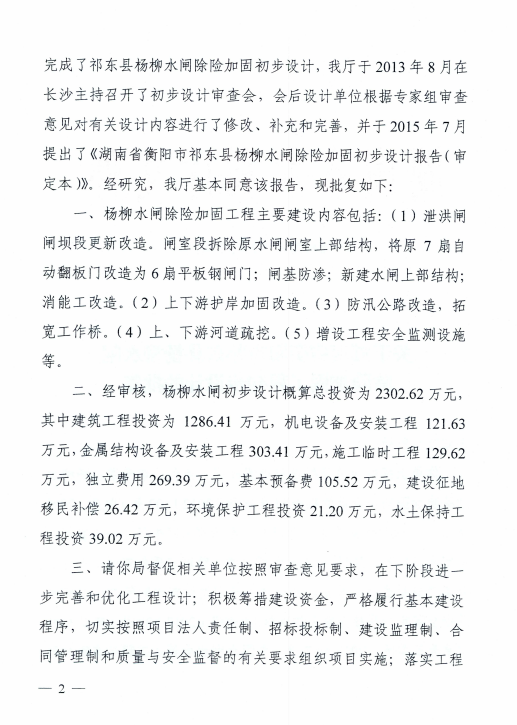 完成了祁东县杨柳水闸除险加固初步设计，我厅于 2013 年 8 月在
长沙主持召开了初步设计审查会，会后设计单位根据专家组审查
意见对有关设计内容进行了修改、补充和完善，并于 2015 年 7 月
提出了《湖南省衡阳市祁东县杨柳水闸除险加固初步设计报告（审
定本）》。经研究，我厅基本同意该报告，现批复如下：
一、杨柳水闸除险加固工程主要建设内容包括：（1）泄洪闸
闸坝段更新改造。闸室段拆除原水闸闸室上部结构，将原 7 扇自
动翻板门改造为 6 扇平板钢闸门；闸基防渗；新建水闸上部结构；
消能工改造。（2）上下游护岸加固改造。（3）防汛公路改造，拓
宽工作桥。（4）上、下游河道疏挖。（5）增设工程安全监测设施
等。
二、经审核，杨柳水闸初步设计概算总投资为 2302.62 万元，
其中建筑工程投资为 1286.41 万元，机电设备及安装工程 121.63
万元，金属结构设备及安装工程 303.41 万元，施工临时工程 129.62
万元，独立费用 269.39 万元，基本预备费 105.52 万元，建设征地
移民补偿 26.42 万元，环境保护工程投资 21.20 万元，水土保持工
程投资 39.02 万元。
三、请你局督促相关单位按照审查意见要求，在下阶段进一
步完善和优化工程设计；积极筹措建设资金，严格履行基本建设
程序，切实按照项目法人责任制、招标投标制、建设监理制、合
同管理制和质量与安全监督的有关要求组织项目实施；落实工程
— 2 —